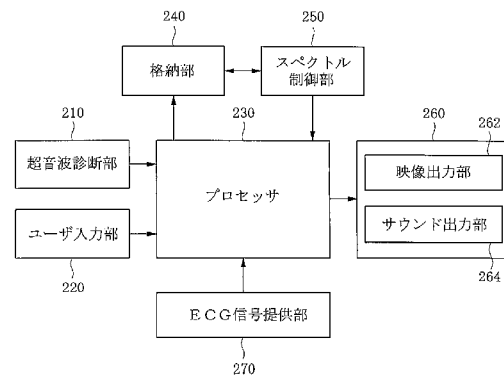 240
250
格納部
スペクトル
制御部
210
230
260
262
超音波診断部
プロセッサ
映像出力部
ユーザ入力部
サウンド出力部
220
264
ECG信号提供部
270